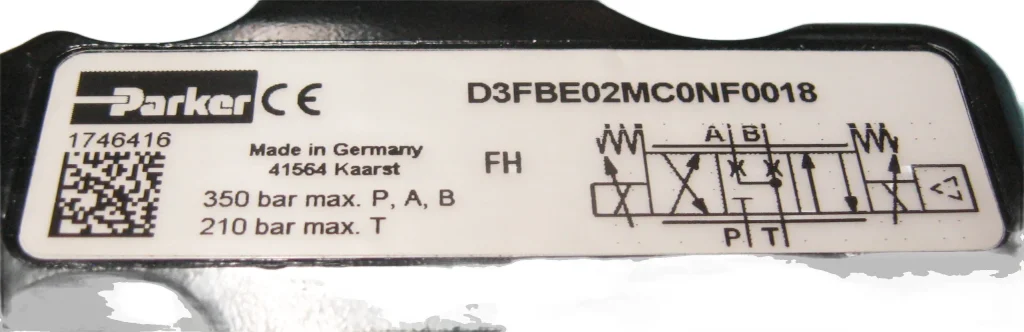 Parker CE
D3FBE02MC0NF0018
1746416
Made in Germany
41564 Kaarst
FH
350 bar max. P, A, B
210 bar max. T
A B
P T